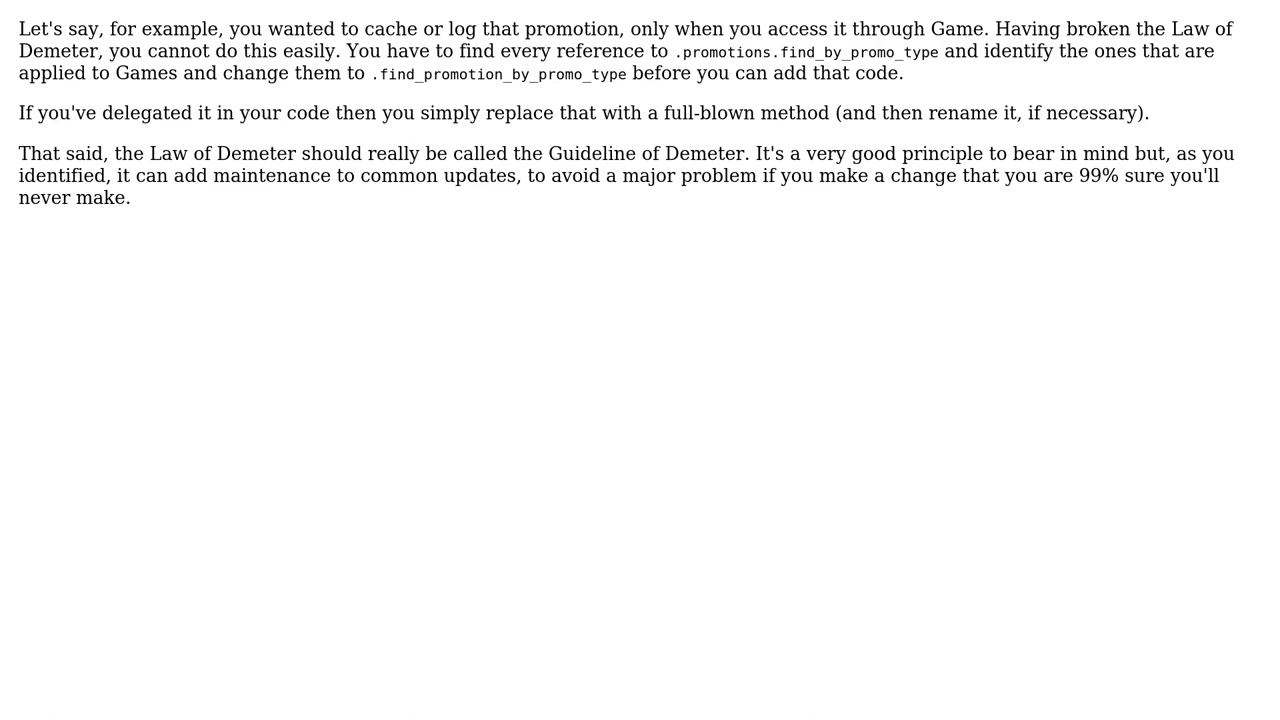 Let's say, for example, you wanted to cache or log that promotion, only when you access it through Game. Having broken the Law of
Demeter, you cannot do this easily. You have to find every reference to .promotions.find_by_promo_type and identify the ones that are
applied to Games and change them to .find_promotion_by_promo_type before you can add that code.
If you've delegated it in your code then you simply replace that with a full-blown method (and then rename it, if necessary).
That said, the Law of Demeter should really be called the Guideline of Demeter. It's a very good principle to bear in mind but, as you
identified, it can add maintenance to common updates, to avoid a major problem if you make a change that you are 99% sure you'll
never make.